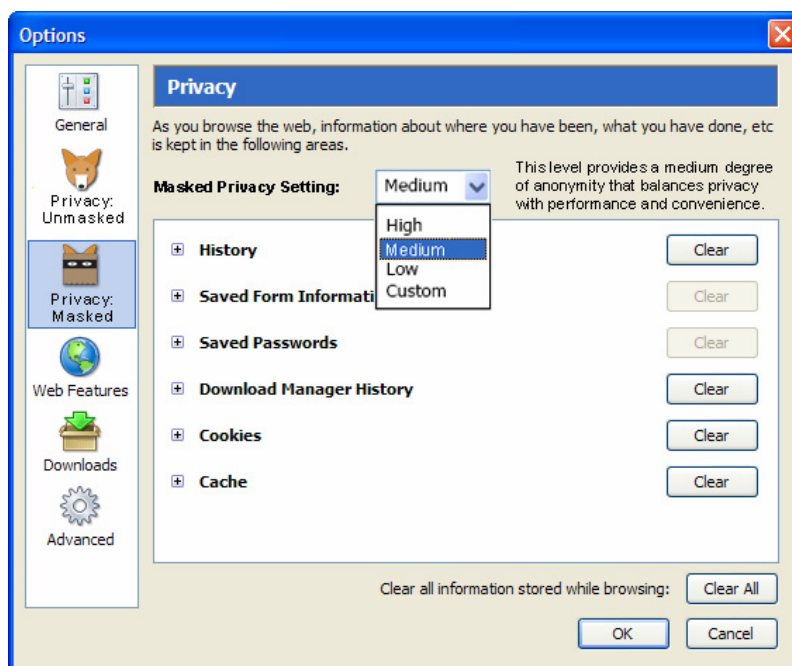 Options
General
Privacy:
Unmasked
Privacy:
Masked
Web Features
Downloads
Advanced
Privacy
As you browse the web, information about where you have been, what you have done, etc
is kept in the following areas.
Masked Privacy Setting:
Medium
This level provides a medium degree
of anonymity that balances privacy
with performance and convenience.
High
Medium
Low
Custom
History
Clear
Saved Form Informati
Clear
Saved Passwords
Clear
Download Manager History
Clear
Cookies
Clear
Cache
Clear
Clear all information stored while browsing:
Clear All
OK
Cancel